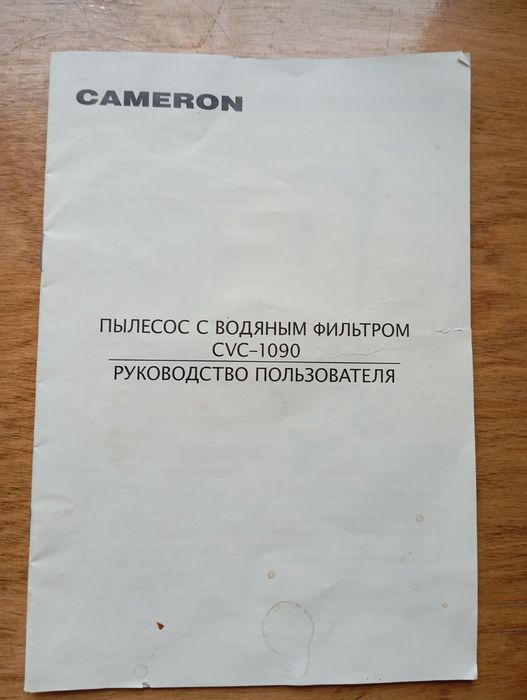 CAMERON
ПЫЛЕСОС С ВОДЯНЫМ ФИЛЬТРОМ
CVC-1090
РУКОВОДСТВО ПОЛЬЗОВАТЕЛЯ